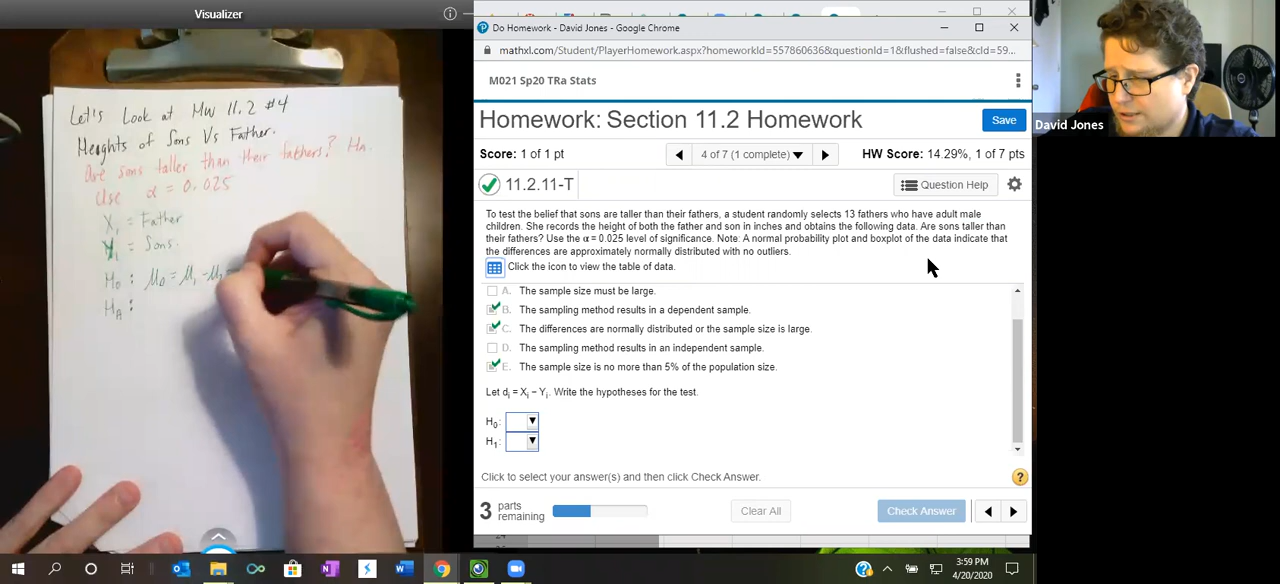 Visualizer
Let's Look at MW 11.2 #4
Heights of Sons Vs Father.
Are sons taller than their fathers? HA
Use α = 0.025
X1 = Father
Y1 = Sons.
H0 : μD = μ1 - μ2
HA :
Do Homework - David Jones - Google Chrome
mathxl.com/Student/PlayerHomework.aspx?homeworkId=557860636&questionId=1&flushed=false&cId=59...
M021 Sp20 TRa Stats
Homework: Section 11.2 Homework
Save
Score: 1 of 1 pt
4 of 7 (1 complete)
HW Score: 14.29%, 1 of 7 pts
11.2.11-T
Question Help
To test the belief that sons are taller than their fathers, a student randomly selects 13 fathers who have adult male
children. She records the height of both the father and son in inches and obtains the following data. Are sons taller than
their fathers? Use the α = 0.025 level of significance. Note: A normal probability plot and boxplot of the data indicate that
the differences are approximately normally distributed with no outliers.
Click the icon to view the table of data.
A. The sample size must be large.
B. The sampling method results in a dependent sample.
C. The differences are normally distributed or the sample size is large.
D. The sampling method results in an independent sample.
E. The sample size is no more than 5% of the population size.
Let di = Xi − Yi. Write the hypotheses for the test.
H0:
H1:
Click to select your answer(s) and then click Check Answer.
3 parts
remaining
Clear All
Check Answer
David Jones
3:59 PM
4/20/2020